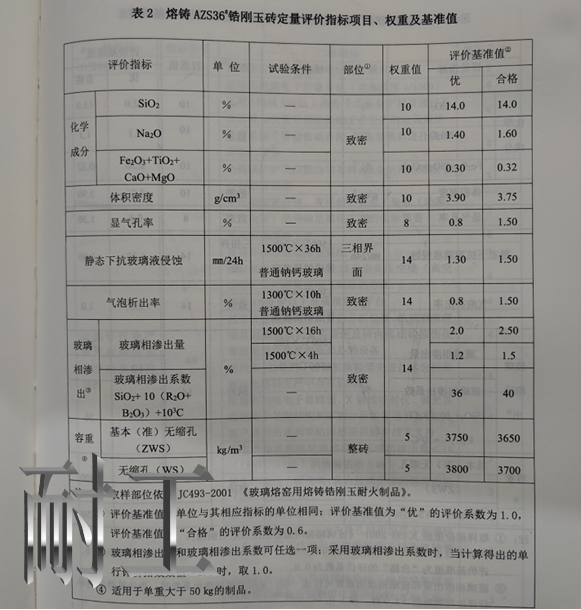 表 2 熔铸 AZS36#锆刚玉砖定量评价指标项目、权重及基准值
评价指标 单 位 试验条件 部位① 权重值 评价基准值②
优 合格
化学成分 SiO₂ % — 致密 10 14.0 14.0
Na₂O % — 10 1.40 1.60
Fe₂O₃+TiO₂+CaO+MgO % — 10 0.30 0.32
体积密度 g/cm³ — 致密 10 3.90 3.75
显气孔率 % — 致密 8 0.8 1.50
静态下抗玻璃液侵蚀 mm/24h 1500℃×36h 普通钠钙玻璃 三相界面 14 1.30 1.50
气泡析出率 % 1300℃×10h 普通钠钙玻璃 致密 14 0.8 1.50
玻璃相渗出③ 玻璃相渗出量 % 1500℃×16h 致密 14 2.0 2.50
1500℃×4h 1.2 1.5
玻璃相渗出系数 SiO₂+ 10（R₂O+B₂O₃）+10³C — 36 40
容重 基本（准）无缩孔（ZWS） kg/m³ — 整砖 5 3750 3650
无缩孔（WS） — 5 3800 3700
取样部位依 JC493-2001 《玻璃熔窑用熔铸锆刚玉耐火制品》。
评价基准值 单位与其相应指标的单位相同；评价基准值为“优”的评价系数为 1.0，
评价基准值 “合格”的评价系数为 0.6。
玻璃相渗出 和玻璃相渗出系数可任选一项；采用玻璃相渗出系数时，当计算得出的单
行 时，取 1.0。
④ 适用于单重大于 50 kg的制品。
耐工